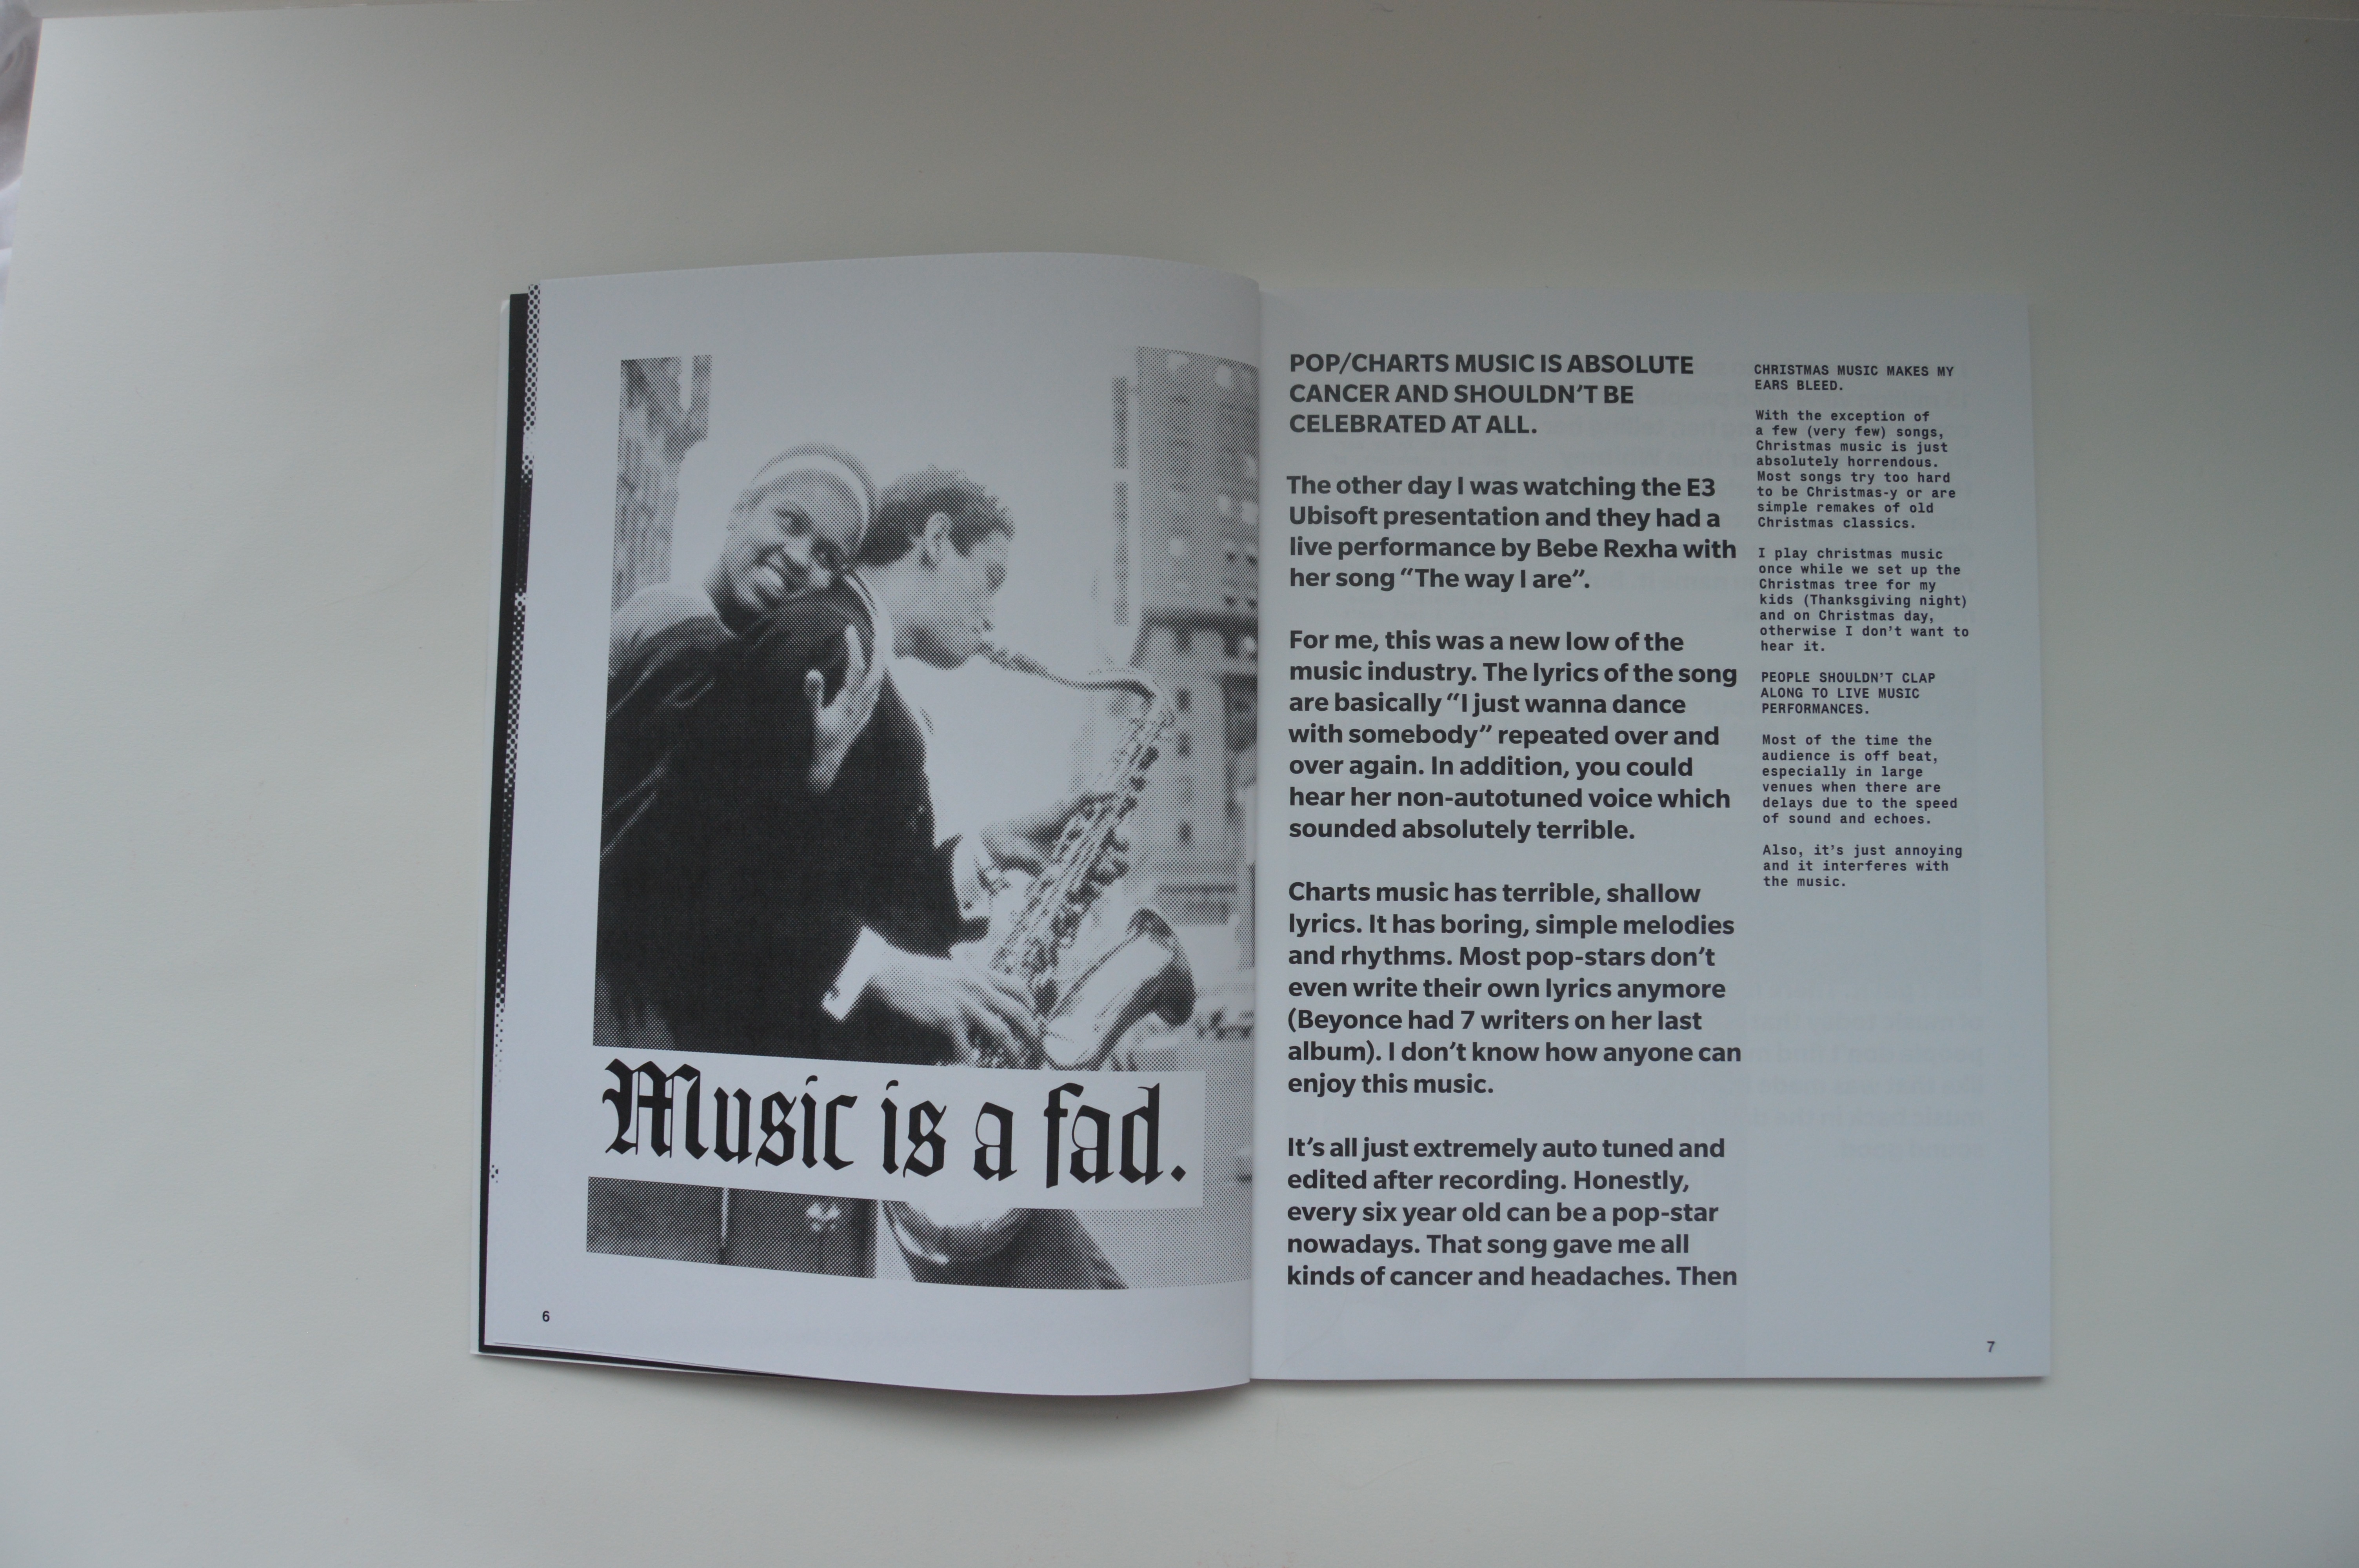 Music is a fad.
6
POP/CHARTS MUSIC IS ABSOLUTE
CANCER AND SHOULDN'T BE
CELEBRATED AT ALL.
The other day I was watching the E3
Ubisoft presentation and they had a
live performance by Bebe Rexha with
her song “The way I are”.
For me, this was a new low of the
music industry. The lyrics of the song
are basically “I just wanna dance
with somebody” repeated over and
over again. In addition, you could
hear her non-autotuned voice which
sounded absolutely terrible.
Charts music has terrible, shallow
lyrics. It has boring, simple melodies
and rhythms. Most pop-stars don't
even write their own lyrics anymore
(Beyonce had 7 writers on her last
album). I don't know how anyone can
enjoy this music.
It's all just extremely auto tuned and
edited after recording. Honestly,
every six year old can be a pop-star
nowadays. That song gave me all
kinds of cancer and headaches. Then
CHRISTMAS MUSIC MAKES MY
EARS BLEED.
With the exception of
a few (very few) songs,
Christmas music is just
absolutely horrendous.
Most songs try too hard
to be Christmas-y or are
simple remakes of old
Christmas classics.
I play christmas music
once while we set up the
Christmas tree for my
kids (Thanksgiving night)
and on Christmas day,
otherwise I don't want to
hear it.
PEOPLE SHOULDN'T CLAP
ALONG TO LIVE MUSIC
PERFORMANCES.
Most of the time the
audience is off beat,
especially in large
venues when there are
delays due to the speed
of sound and echoes.
Also, it's just annoying
and it interferes with
the music.
7